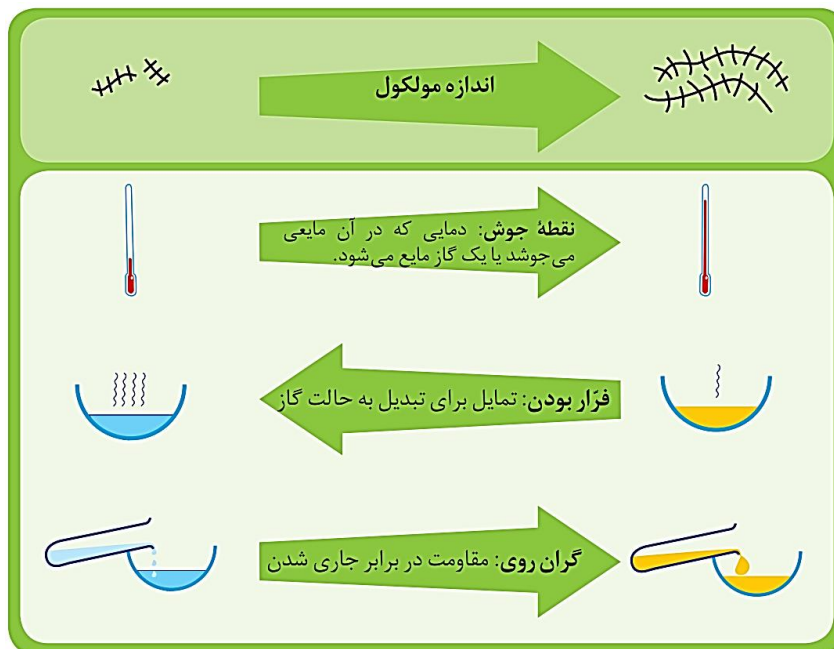 اندازه مولکول
نقطهٔ جوش: دمایی که در آن مایعی
می‌جوشد یا یک گاز مایع می‌شود.
فرّار بودن: تمایل برای تبدیل به حالت گاز
گران روی: مقاومت در برابر جاری شدن